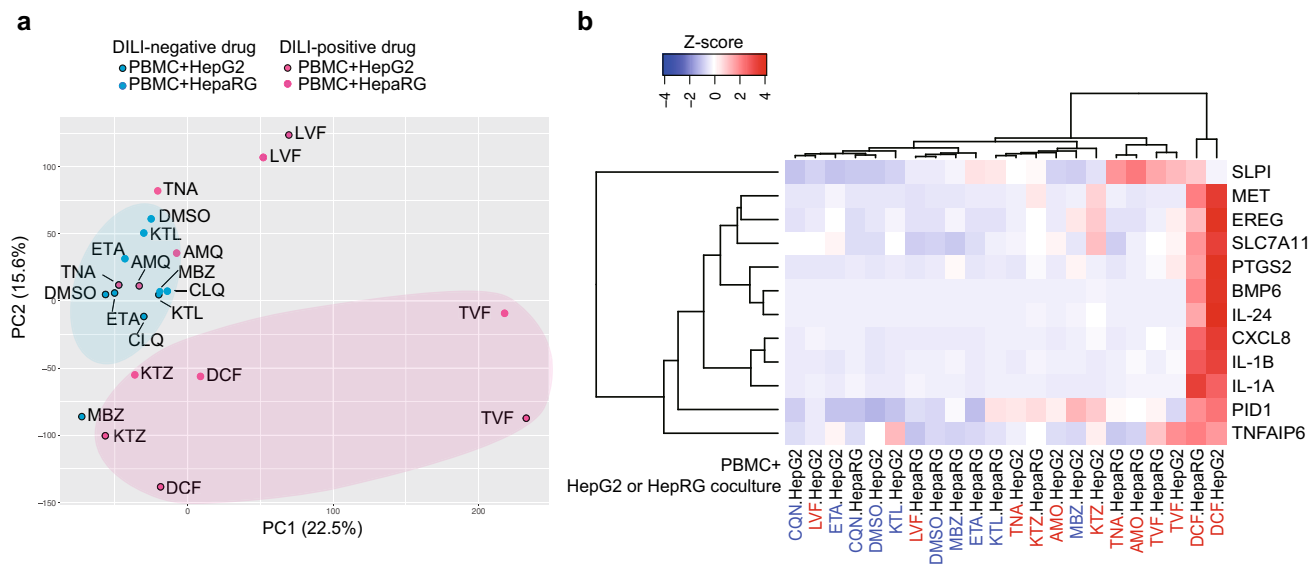 a
DILI-negative drug
PBMC+HepG2
PBMC+HepaRG
DILI-positive drug
PBMC+HepG2
PBMC+HepaRG
PC2 (15.6%)
100
50
0
−50
−100
−150
LVF
LVF
TNA
DMSO
KTL
ETA
AMQ
AMQ
TNA
MBZ
DMSO
CLQ
ETA
KTL
CLQ
TVF
KTZ
DCF
MBZ
TVF
KTZ
DCF
0
100
200
PC1 (22.5%)
b
Z-score
−4
−2
0
2
4
SLPI
MET
EREG
SLC7A11
PTGS2
BMP6
IL-24
CXCL8
IL-1B
IL-1A
PID1
TNFAIP6
PBMC+
HepG2 or HepRG coculture
CQN.HepG2
LVF.HepG2
ETA.HepG2
CQN.HepaRG
DMSO.HepG2
KTL.HepG2
LVF.HepaRG
DMSO.HepaRG
MBZ.HepaRG
ETA.HepaRG
KTL.HepaRG
TNA.HepG2
KTZ.HepaRG
AMO.HepG2
MBZ.HepG2
KTZ.HepG2
TNA.HepaRG
AMO.HepaRG
TVF.HepaRG
TVF.HepG2
DCF.HepaRG
DCF.HepG2